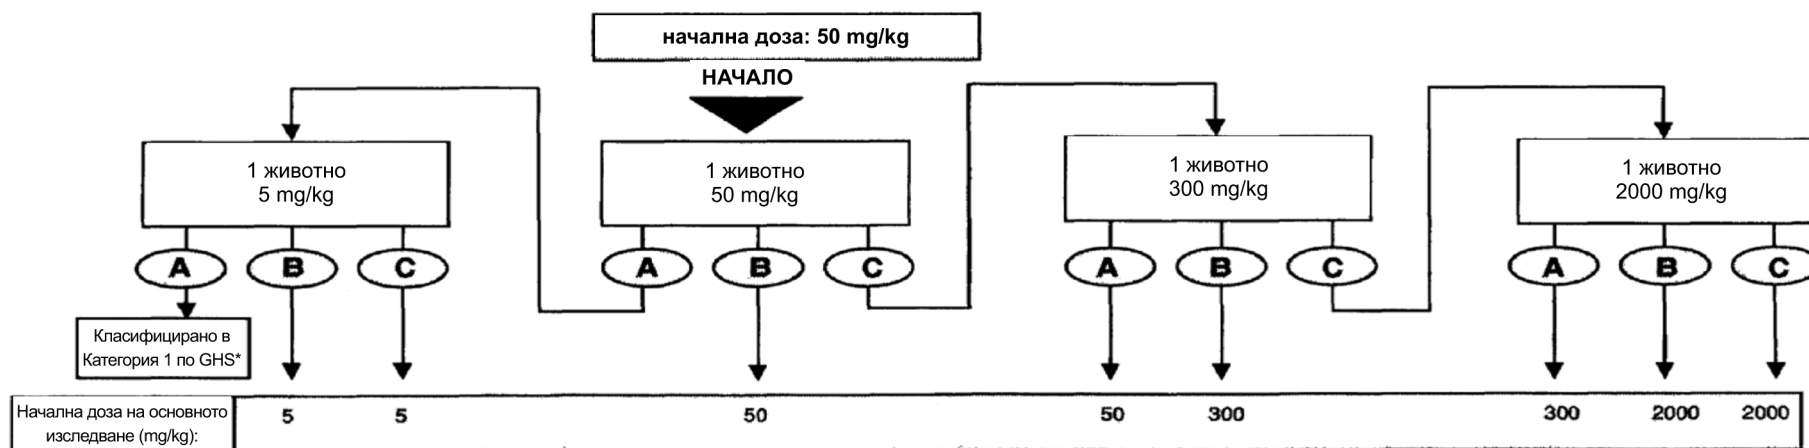 начална доза: 50 mg/kg
НАЧАЛО
1 животно
5 mg/kg
1 животно
50 mg/kg
1 животно
300 mg/kg
1 животно
2000 mg/kg
A B C A B C A B C A B C
Класифицирано в
Категория 1 по GHS*
Начална доза на основното
изследване (mg/kg):
5 5 50 50 300 300 2000 2000